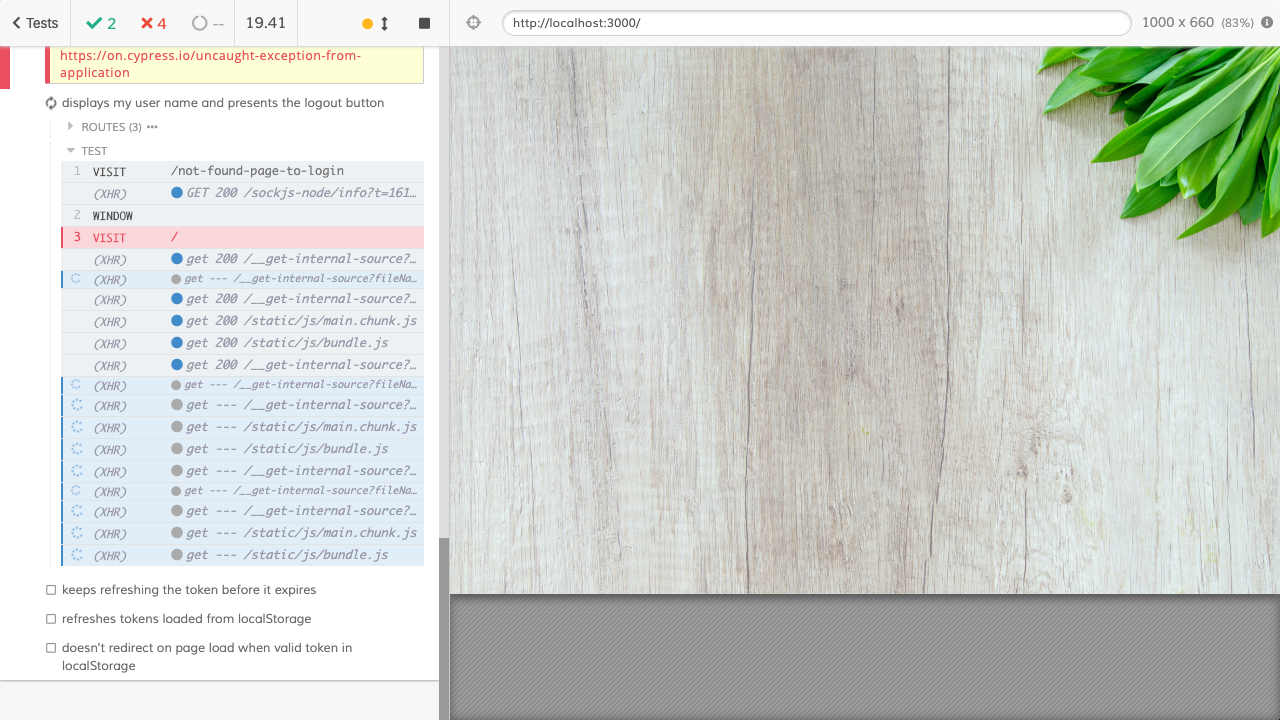 Tests 2 4 -- 19.41 http://localhost:3000/ 1000 x 660 (83%)
https://on.cypress.io/uncaught-exception-from-
application
displays my user name and presents the logout button
ROUTES (3)
TEST
1 VISIT /not-found-page-to-login
(XHR) GET 200 /sockjs-node/info?t=161…
2 WINDOW
3 VISIT /
(XHR) get 200 /__get-internal-source?…
(XHR) get --- /__get-internal-source?fileNa…
(XHR) get 200 /__get-internal-source?…
(XHR) get 200 /static/js/main.chunk.js
(XHR) get 200 /static/js/bundle.js
(XHR) get 200 /__get-internal-source?…
(XHR) get --- /__get-internal-source?fileNa…
(XHR) get --- /__get-internal-source?…
(XHR) get --- /static/js/main.chunk.js
(XHR) get --- /static/js/bundle.js
(XHR) get --- /__get-internal-source?…
(XHR) get --- /__get-internal-source?fileNa…
(XHR) get --- /__get-internal-source?…
(XHR) get --- /static/js/main.chunk.js
(XHR) get --- /static/js/bundle.js
keeps refreshing the token before it expires
refreshes tokens loaded from localStorage
doesn't redirect on page load when valid token in
localStorage